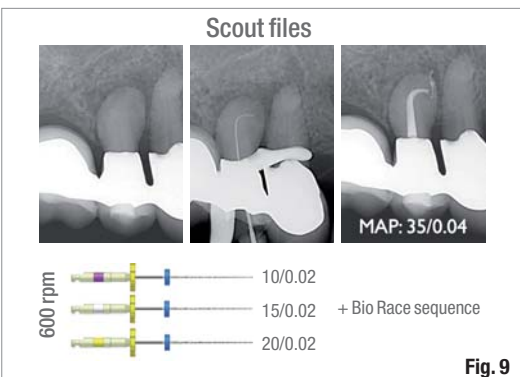 Scout files
MAP: 35/0.04
600 rpm
10/0.02
15/0.02
20/0.02
+ Bio Race sequence
Fig. 9